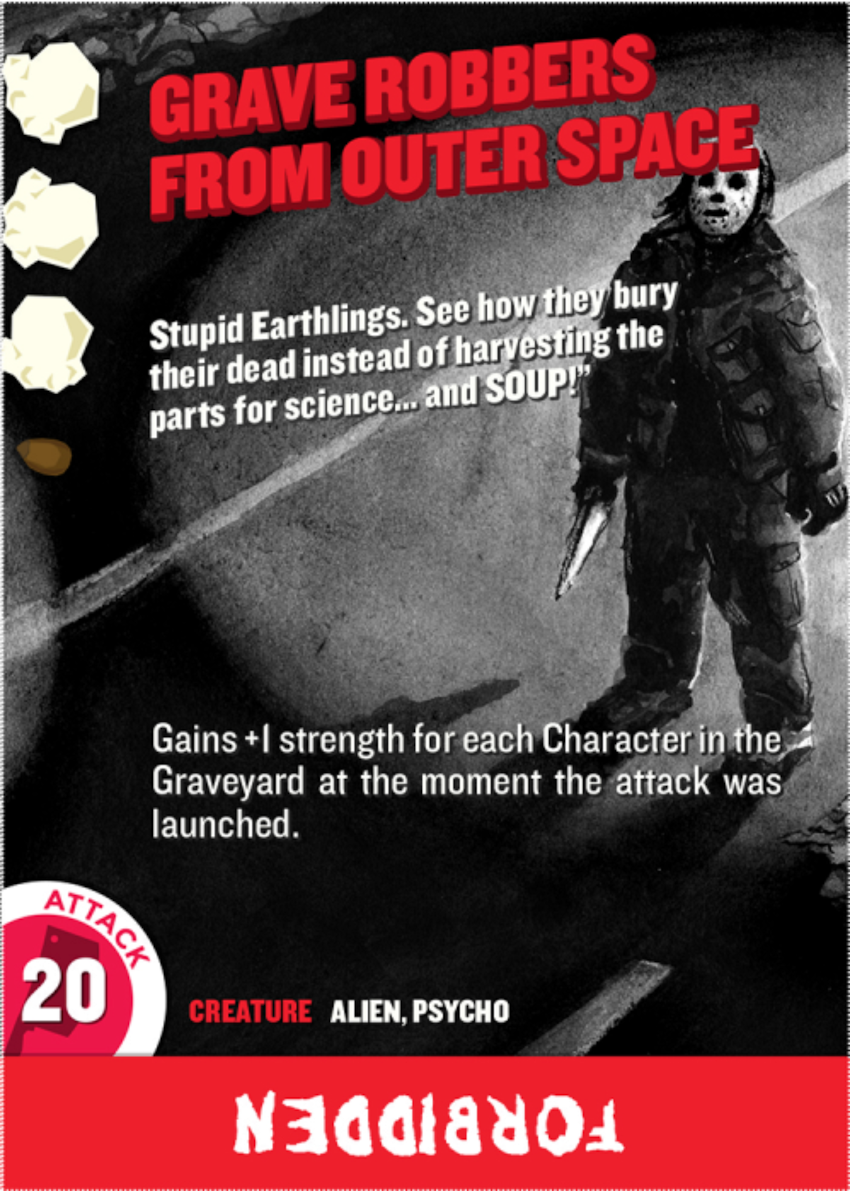 GRAVE ROBBERS
FROM OUTER SPACE
Stupid Earthlings. See how they bury
their dead instead of harvesting the
parts for science... and SOUP!”
Gains +1 strength for each Character in the
Graveyard at the moment the attack was
launched.
ATTACK
20
CREATURE ALIEN, PSYCHO
FORBIDDEN